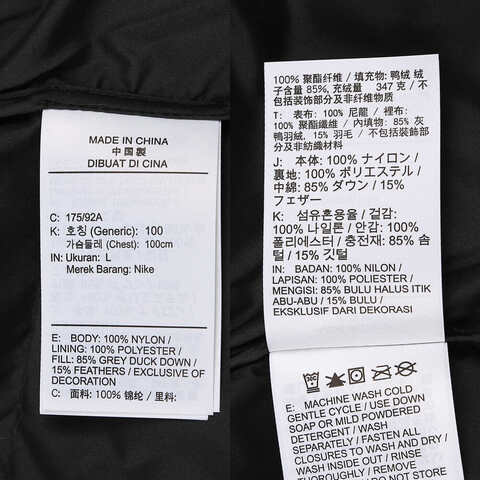 MADE IN CHINA
中国製
DIBUAT DI CINA
C: 175/92A
K: 호칭 (Generic): 100
가슴둘레 (Chest): 100cm
IN: Ukuran: L
Merek Barang: Nike
E: BODY: 100% NYLON /
LINING: 100% POLYESTER /
FILL: 85% GREY DUCK DOWN /
15% FEATHERS / EXCLUSIVE OF
DECORATION
C: 面料: 100% 锦纶 / 里料:
100% 聚酯纤维 / 填充物: 鸭绒 绒
子含量 85%, 充绒量 347 克 / 不
包括装饰部分及非纤维物质
T: 表布: 100% 尼龍 / 裡布:
100% 聚酯纖維 / 內填物: 85% 灰
鴨羽絨, 15% 羽毛 / 不包括裝飾部
分及非紡織材料
J: 本体: 100% ナイロン /
裏地: 100% ポリエステル /
中綿: 85% ダウン / 15%
フェザー
K: 섬유혼용율 / 겉감:
100% 나일론 / 안감: 100%
폴리에스터 / 충전재: 85% 솜
털 / 15% 깃털
IN: BADAN: 100% NILON /
LAPISAN: 100% POLIESTER /
MENGISI: 85% BULU HALUS ITIK
ABU-ABU / 15% BULU /
EKSKLUSIF DARI DEKORASI
E: MACHINE WASH COLD
GENTLE CYCLE / USE DOWN
SOAP OR MILD POWDERED
DETERGENT / WASH
SEPARATELY / FASTEN ALL
CLOSURES TO WASH AND DRY /
WASH INSIDE OUT / RINSE
THOROUGHLY / REMOVE
/ DO NOT STORE